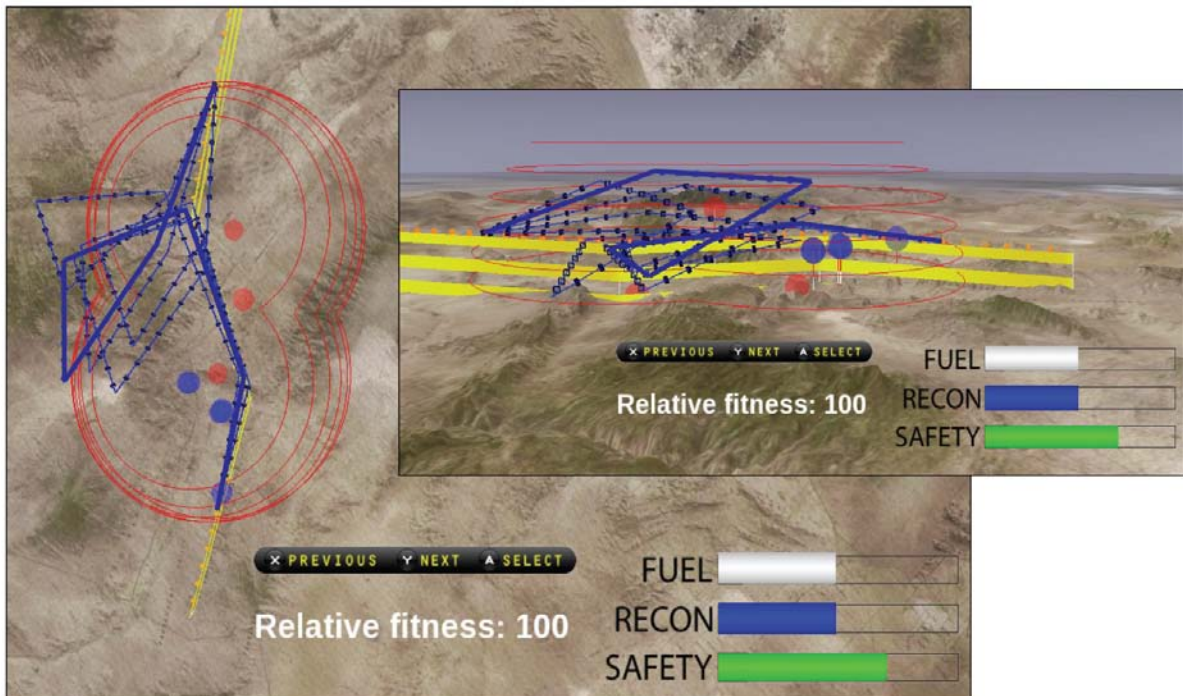 X PREVIOUS Y NEXT A SELECT
Relative fitness: 100
FUEL
RECON
SAFETY
X PREVIOUS Y NEXT A SELECT
Relative fitness: 100
FUEL
RECON
SAFETY